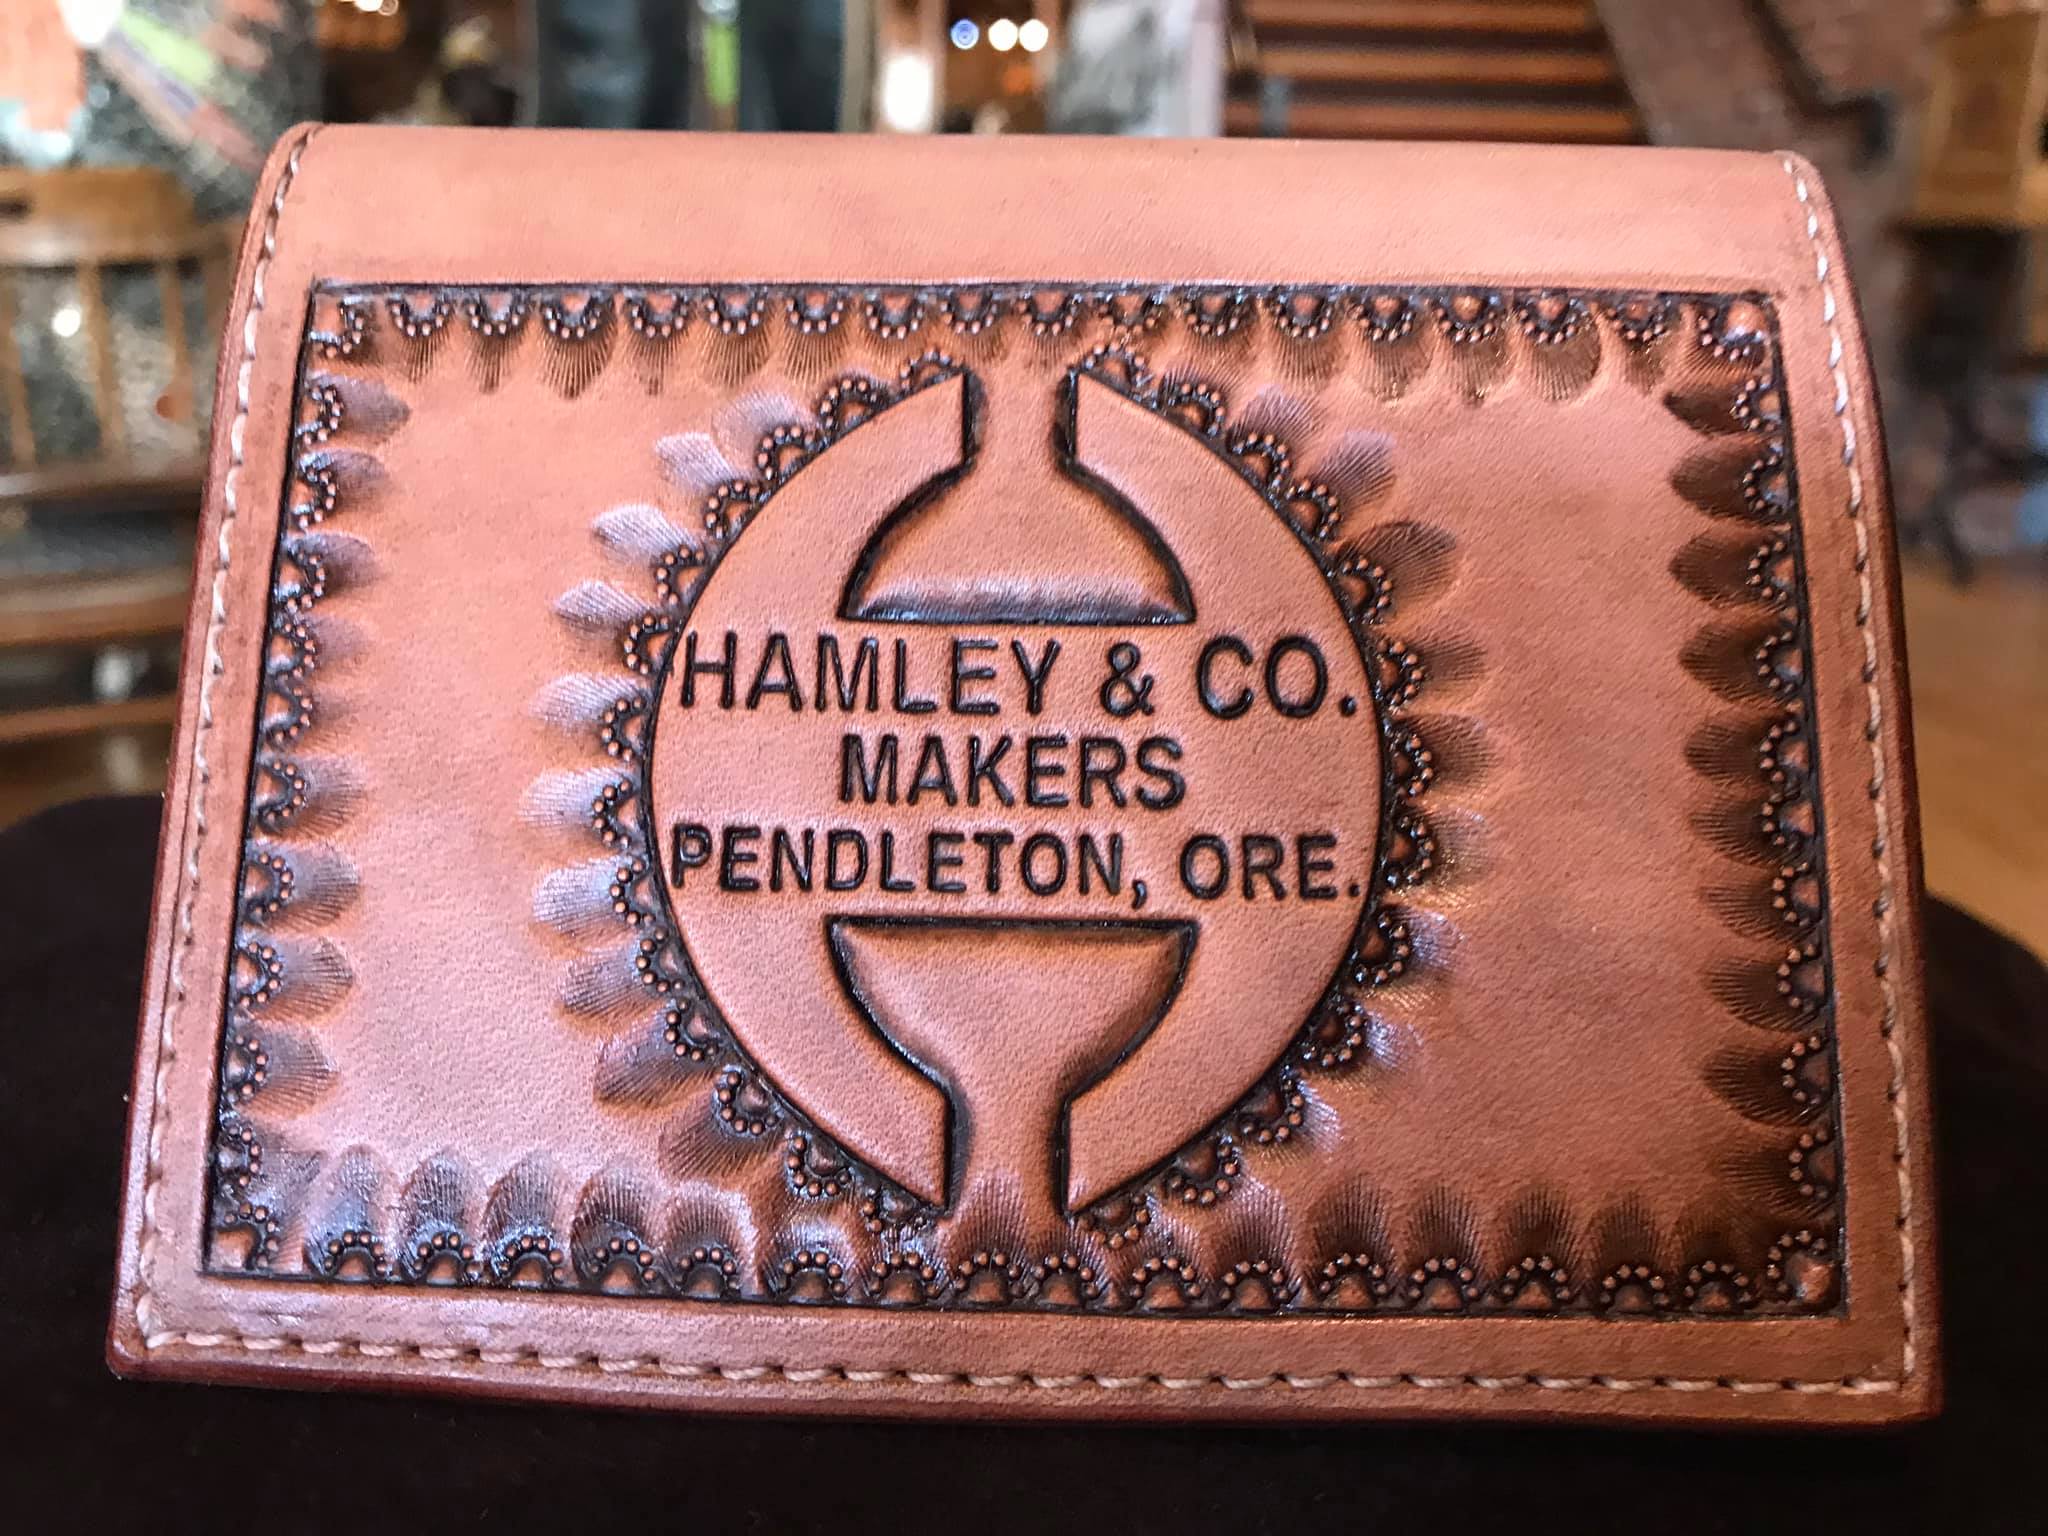 HAMLEY & CO.
MAKERS
PENDLETON, ORE.